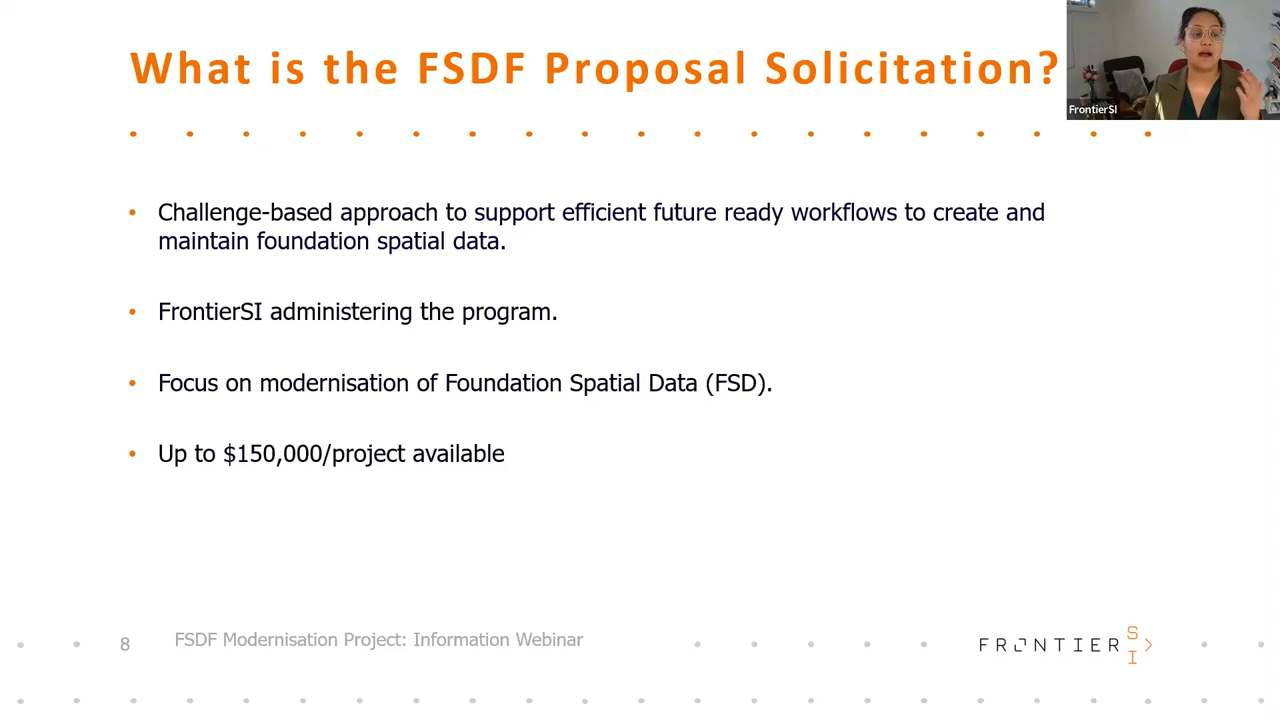 What is the FSDF Proposal Solicitation?
FrontierSI
• Challenge-based approach to support efficient future ready workflows to create and
maintain foundation spatial data.
• FrontierSI administering the program.
• Focus on modernisation of Foundation Spatial Data (FSD).
• Up to $150,000/project available
8 FSDF Modernisation Project: Information Webinar
FRONTIER
S
I